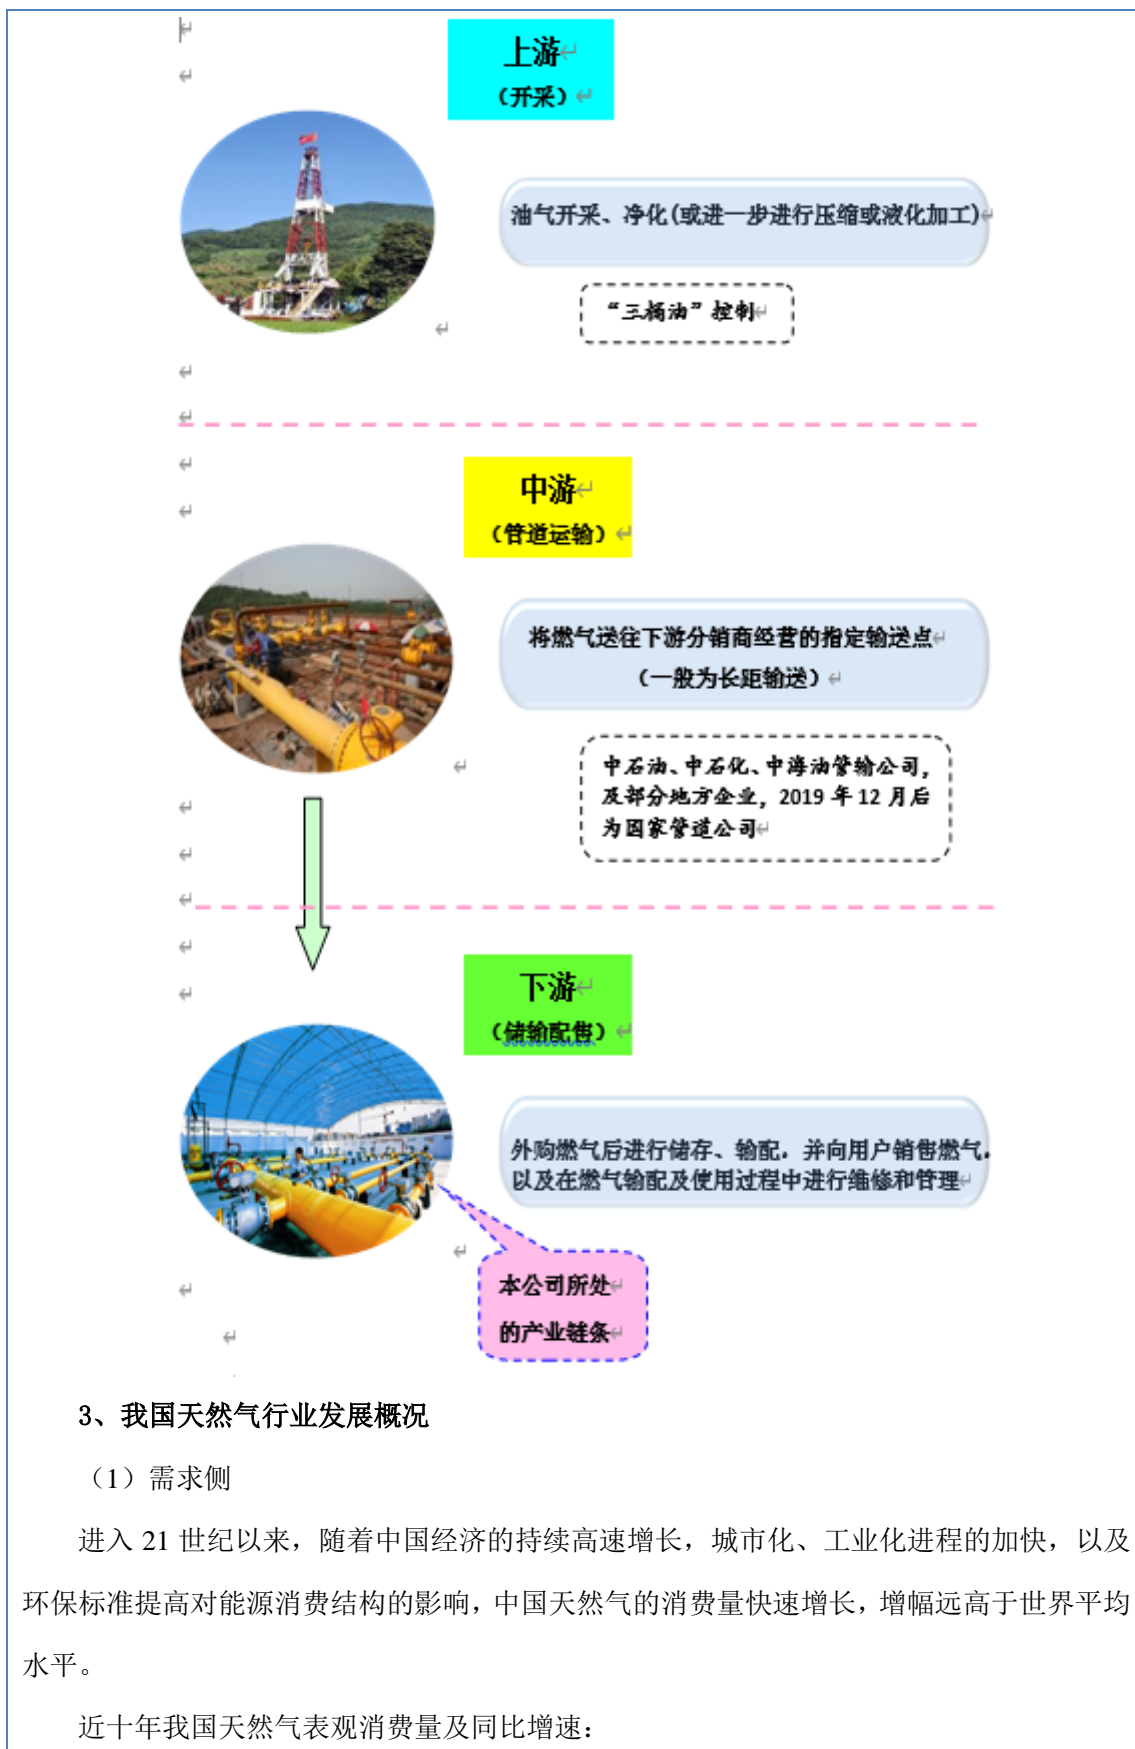 上游
（开采）
油气开采、净化(或进一步进行压缩或液化加工)
“三桶油”控制
中游
（管道运输）
将燃气送往下游分销商经营的指定输送点
（一般为长距输送）
中石油、中石化、中海油管输公司，
及部分地方企业，2019 年 12 月后
为国家管道公司
下游
（储输配售）
外购燃气后进行储存、输配，并向用户销售燃气，
以及在燃气输配及使用过程中进行维修和管理
本公司所处
的产业链条
3、我国天然气行业发展概况
（1）需求侧
进入 21 世纪以来，随着中国经济的持续高速增长，城市化、工业化进程的加快，以及
环保标准提高对能源消费结构的影响，中国天然气的消费量快速增长，增幅远高于世界平均
水平。
近十年我国天然气表观消费量及同比增速：